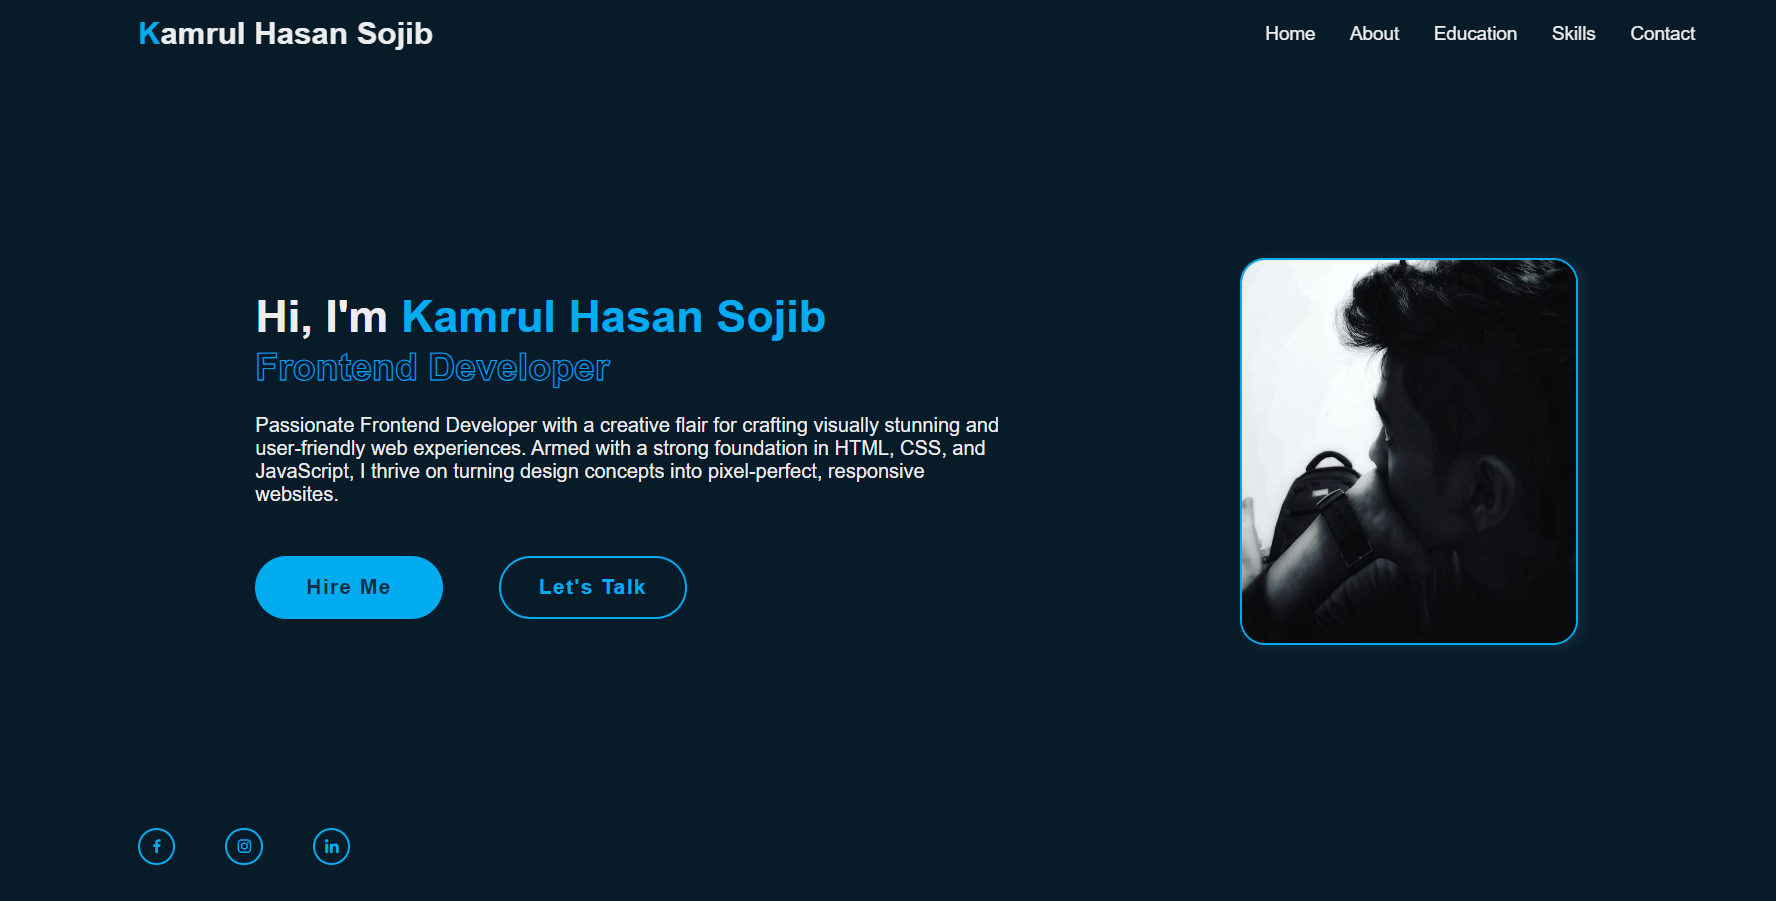 Kamrul Hasan Sojib
Home About Education Skills Contact
Hi, I'm Kamrul Hasan Sojib
Frontend Developer
Passionate Frontend Developer with a creative flair for crafting visually stunning and
user-friendly web experiences. Armed with a strong foundation in HTML, CSS, and
JavaScript, I thrive on turning design concepts into pixel-perfect, responsive
websites.
Hire Me
Let's Talk